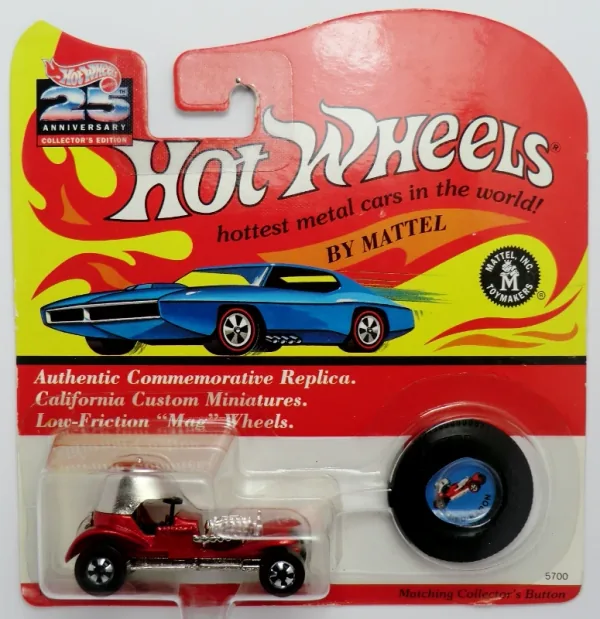 HOT WHEELS
25TH
ANNIVERSARY
COLLECTOR'S EDITION
HOT WHEELS®
hottest metal cars in the world!
BY MATTEL
MATTEL, INC.
M
TOYMAKERS ®
Authentic Commemorative Replica.
California Custom Miniatures.
Low-Friction "Mag" Wheels.
5700
Matching Collector's Button